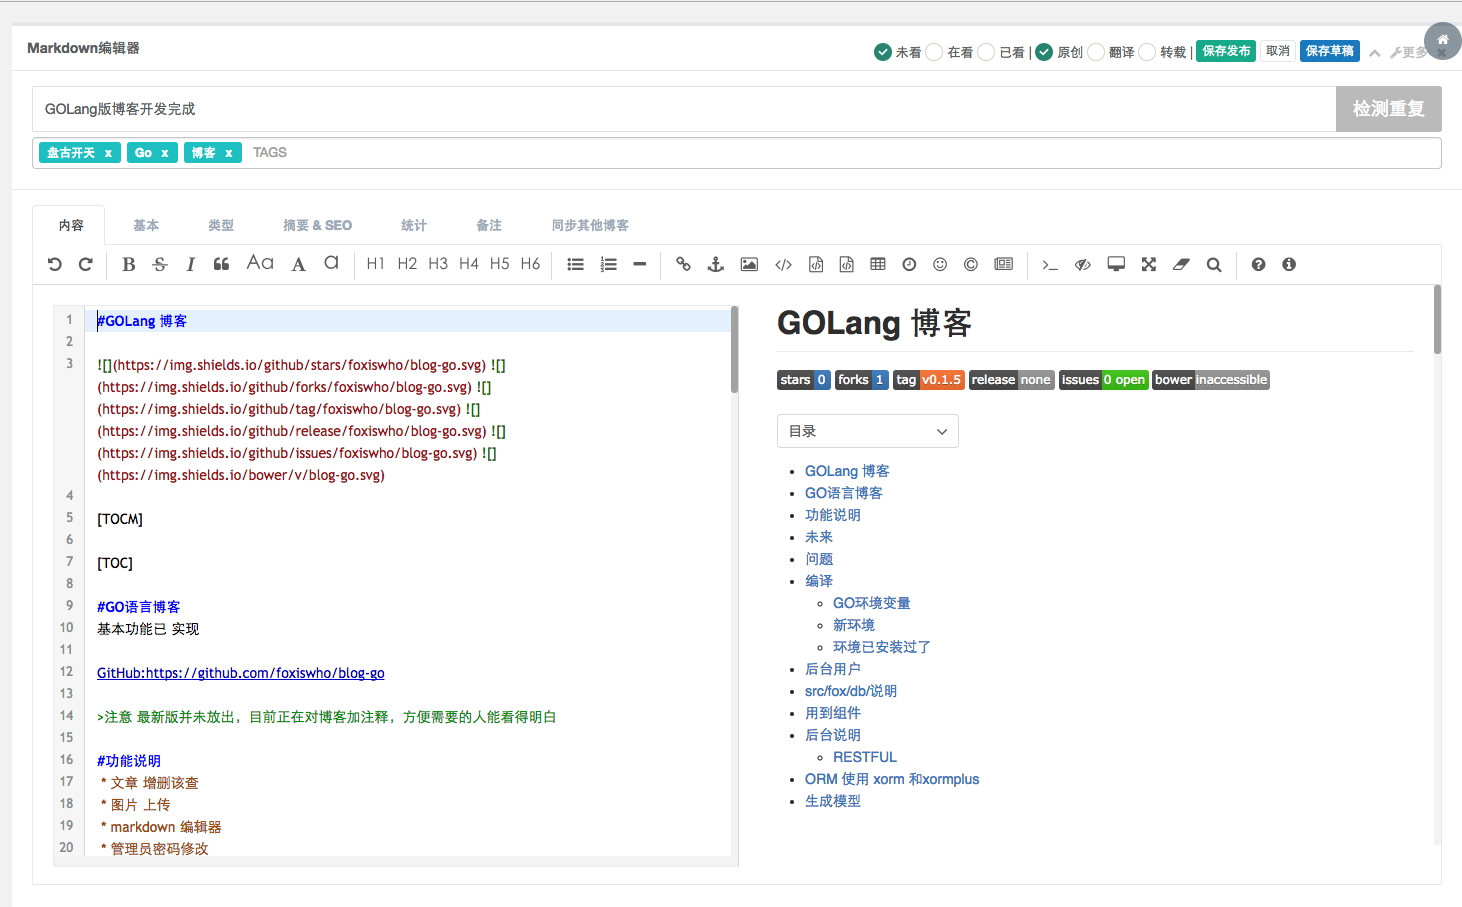 Markdown编辑器
未看 在看 已看 | 原创 翻译 转载 | 保存发布 取消 保存草稿 更多
GOLang版博客开发完成 检测重复
盘古开天 x Go x 博客 x TAGS
内容 基本 类型 摘要 & SEO 统计 备注 同步其他博客
B S I Aa A a H1 H2 H3 H4 H5 H6
1 #GOLang 博客
2
3 ![](https://img.shields.io/github/stars/foxiswho/blog-go.svg) ![]
(https://img.shields.io/github/forks/foxiswho/blog-go.svg) ![]
(https://img.shields.io/github/tag/foxiswho/blog-go.svg) ![]
(https://img.shields.io/github/release/foxiswho/blog-go.svg) ![]
(https://img.shields.io/github/issues/foxiswho/blog-go.svg) ![]
(https://img.shields.io/bower/v/blog-go.svg)
4
5 [TOCM]
6
7 [TOC]
8
9 #GO语言博客
10 基本功能已 实现
11
12 GitHub:https://github.com/foxiswho/blog-go
13
14 >注意 最新版并未放出，目前正在对博客加注释，方便需要的人能看得明白
15
16 #功能说明
17 * 文章 增删该查
18 * 图片 上传
19 * markdown 编辑器
20 * 管理员密码修改
GOLang 博客
stars 0 forks 1 tag v0.1.5 release none issues 0 open bower inaccessible
目录
GOLang 博客
GO语言博客
功能说明
未来
问题
编译
GO环境变量
新环境
环境已安装过了
后台用户
src/fox/db/说明
用到组件
后台说明
RESTFUL
ORM 使用 xorm 和xormplus
生成模型